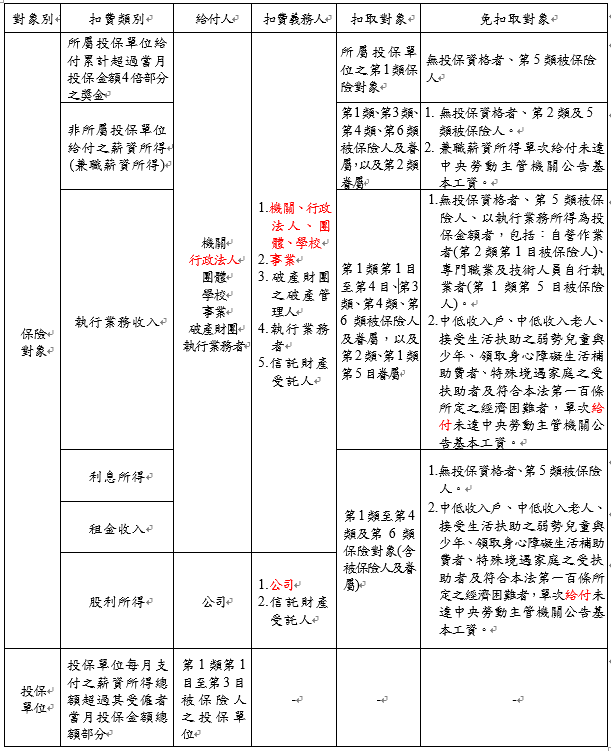 對象別 扣費類別 給付人 扣費義務人 扣取對象 免扣取對象
保險
對象
所屬投保單位給
付累計超過當月
投保金額4倍部分
之獎金
非所屬投保單位
給付之薪資所得
(兼職薪資所得)
執行業務收入
利息所得
租金收入
股利所得
機關
行政法人
團體
學校
事業
破產財團
執行業務者
公司
1.機關、行政
法人、團
體、學校
2.事業
3.破產財團
之破產管
理人
4.執行業務
者
5.信託財產
受託人
1.公司
2.信託財產
受託人
所屬投保單
位之第1類保
險對象
第1類、第3類、
第4類、第6類
被保險人及眷
屬,以及第2類
眷屬
第1類第1目
至第4目、第3
類、第4類、第
6類被保險人
及眷屬，以及
第2類、第1類
第5目眷屬
第1類至第4
類及第6類
保險對象(含
被保險人及眷
屬)
無投保資格者、第5類被保險
人
1. 無投保資格者、第2類及5
類被保險人。
2. 兼職薪資所得單次給付未達
中央勞動主管機關公告基
本工資。
1.無投保資格者、第5類被保
險人、以執行業務所得為投
保金額者，包括：自營作業
者(第2類第1目被保險人)、
專門職業及技術人員自行執
業者(第1類第5目被保險
人)。
2.中低收入戶、中低收入老人、
接受生活扶助之弱勢兒童與
少年、領取身心障礙生活補
助費者、特殊境遇家庭之受
扶助者及符合本法第一百條
所定之經濟困難者，單次給
付未達中央勞動主管機關公
告基本工資。
1.無投保資格者、第5類被保險
人。
2.中低收入戶、中低收入老人、
接受生活扶助之弱勢兒童與
少年、領取身心障礙生活補助
費者、特殊境遇家庭之受扶
助者及符合本法第一百條所
定之經濟困難者,單次給付未
達中央勞動主管機關公告基
本工資。
投保
單位
投保單位每月支
付之薪資所得總
額超過其受僱者
當月投保金額總
額部分
第1類第1
目至第3目
被保險人
之投保單
位
- - -